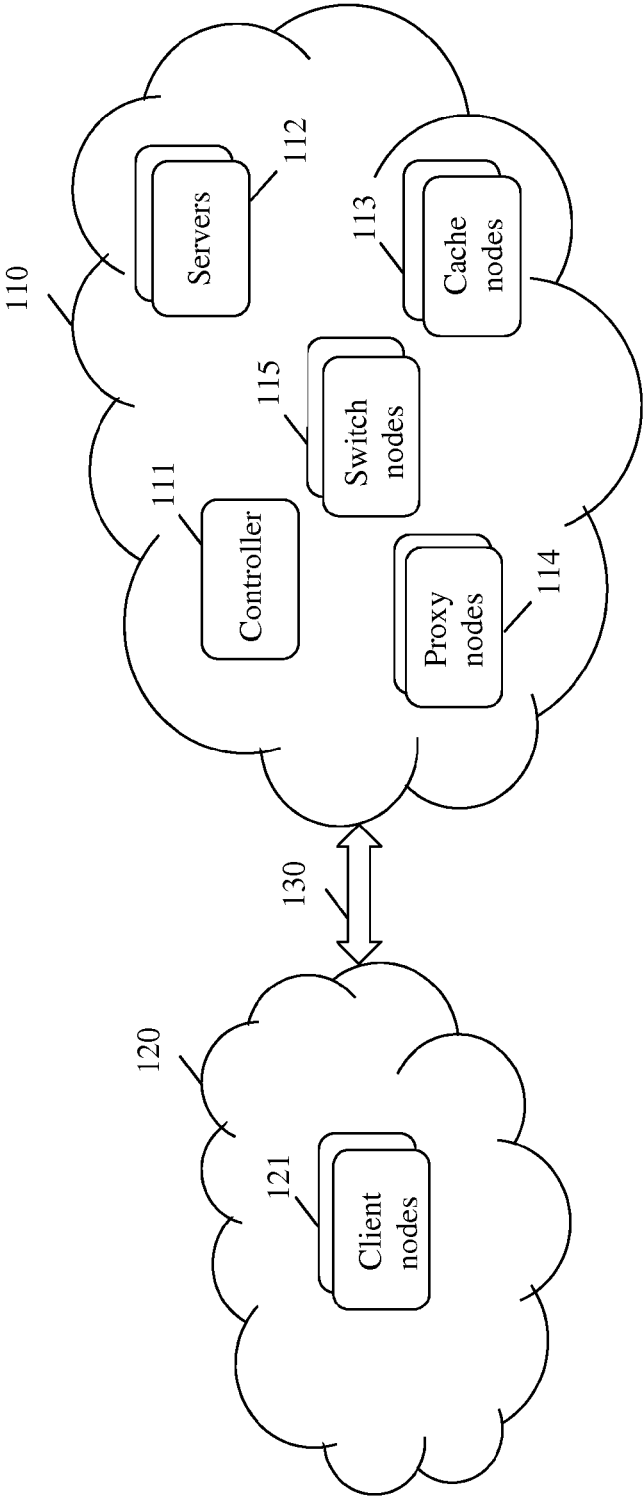 110
120
130
111
Controller
Servers
112
115
Switch
nodes
113
Cache
nodes
Proxy
nodes
114
121
Client
nodes